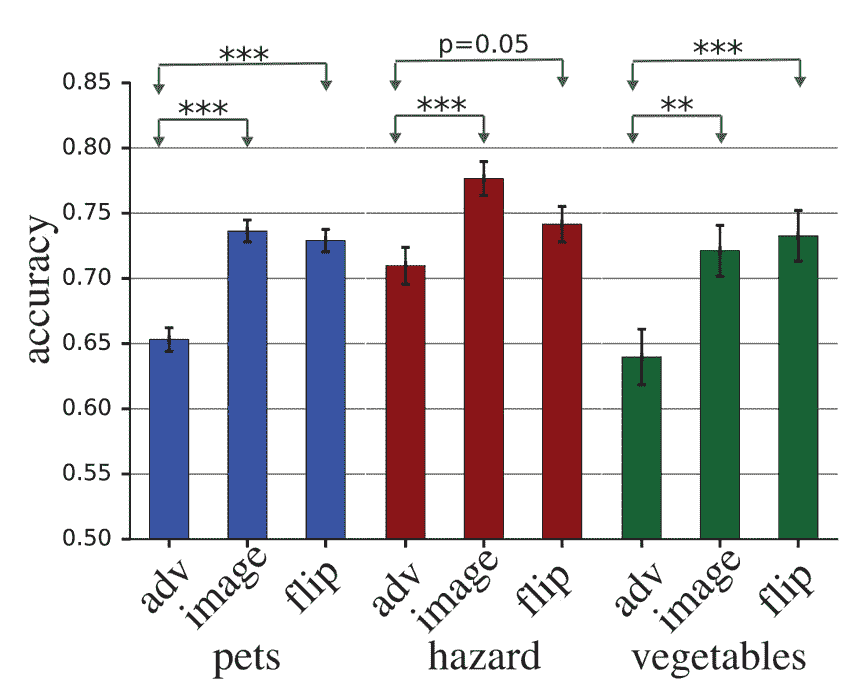 *** p=0.05 ***
*** *** **
0.85
0.80
0.75
0.70
0.65
0.60
0.55
0.50
accuracy
adv image flip adv image flip adv image flip
pets hazard vegetables